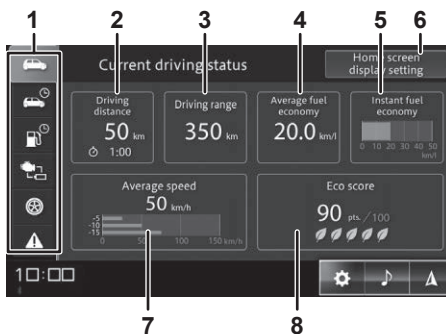 1 2 3 4 5 6
Current driving status
Home screen
display setting
Driving
distance
50 km
1:00
Driving range
350 km
Average fuel
economy
20.0 km/l
Instant fuel
economy
0 10 20 30 40 50
km/l
Average speed
50 km/h
-5
-10
-15
0 50 100 150 km/h
Eco score
90 pts. / 100
10:00
7 8